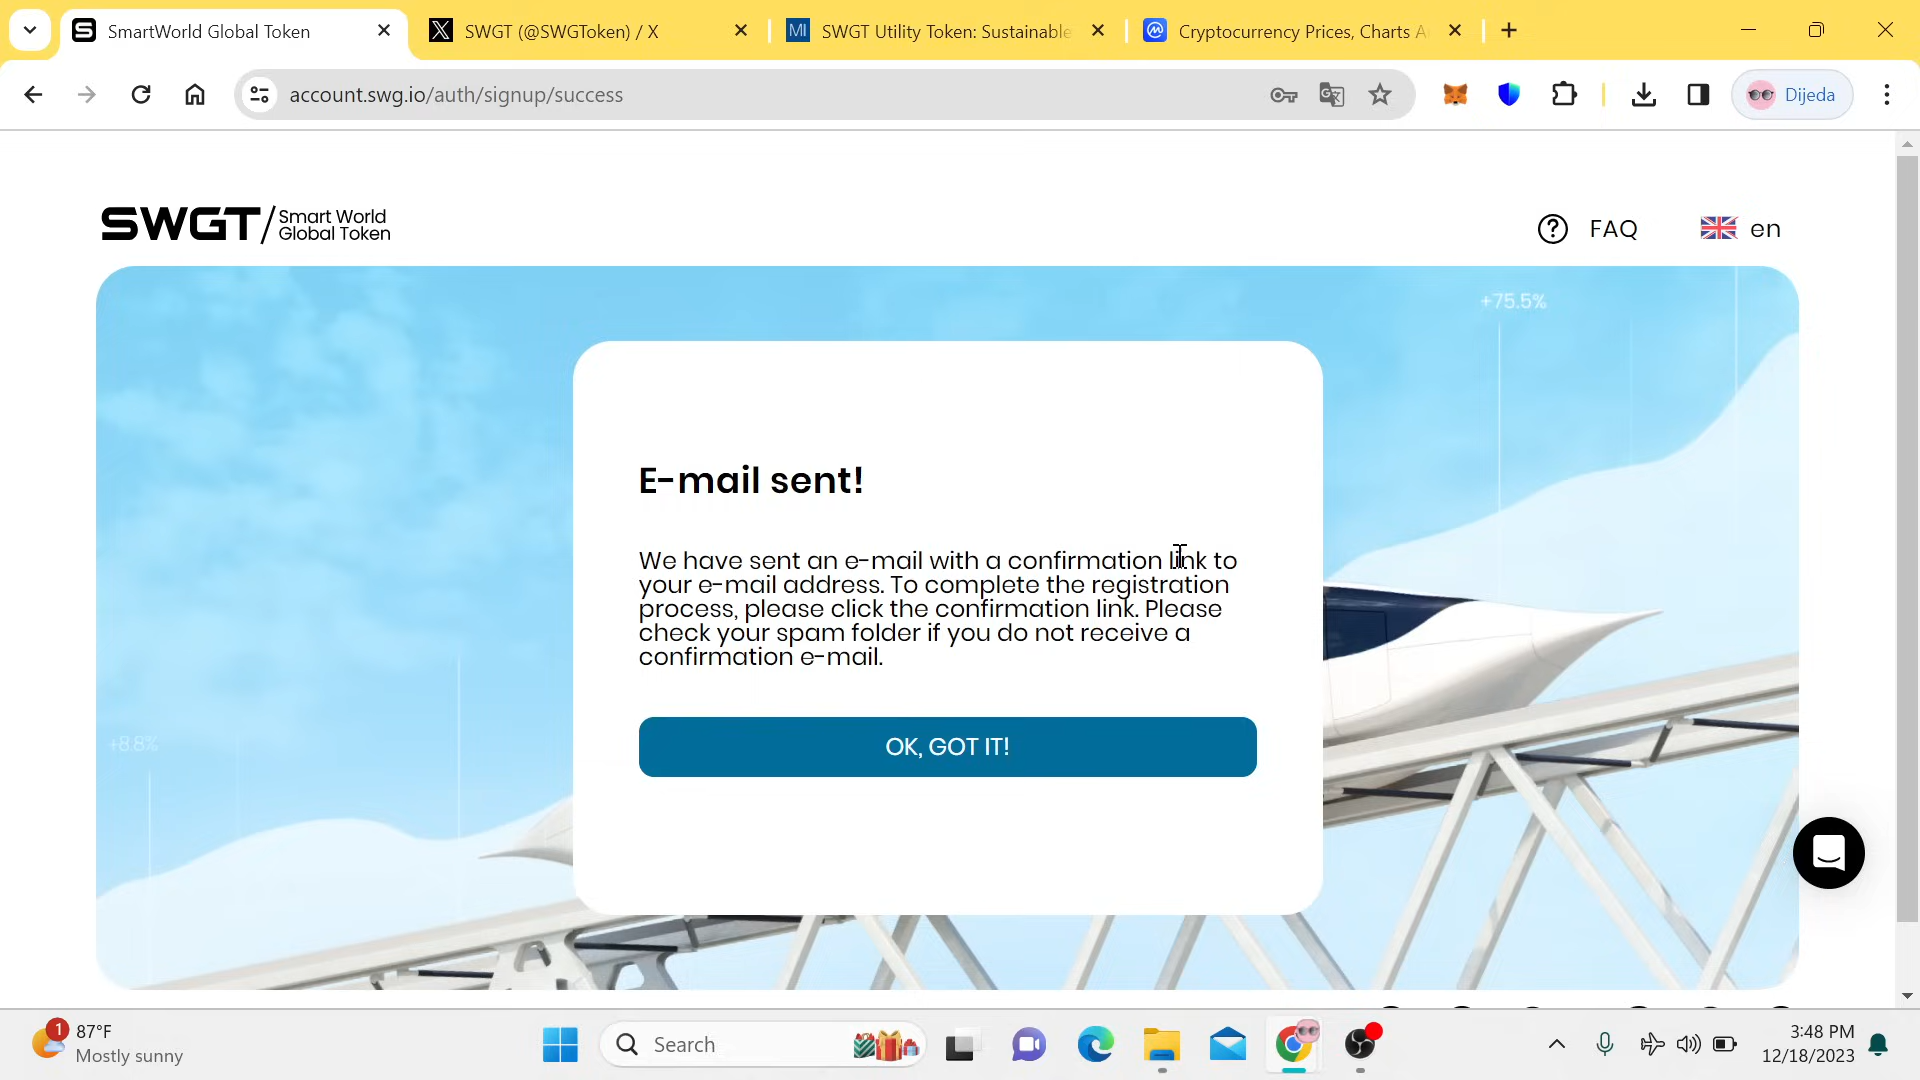 SmartWorld Global Token
SWGT (@SWGToken) / X
MI
SWGT Utility Token: Sustainable
Cryptocurrency Prices, Charts A
account.swg.io/auth/signup/success
Dijeda
SWGT/Smart World
Global Token
? FAQ
en
+75.5%
E-mail sent!
We have sent an e-mail with a confirmation link to
your e-mail address. To complete the registration
process, please click the confirmation link. Please
check your spam folder if you do not receive a
confirmation e-mail.
+8.8%
OK, GOT IT!
1
87°F
Mostly sunny
Search
3:48 PM
12/18/2023